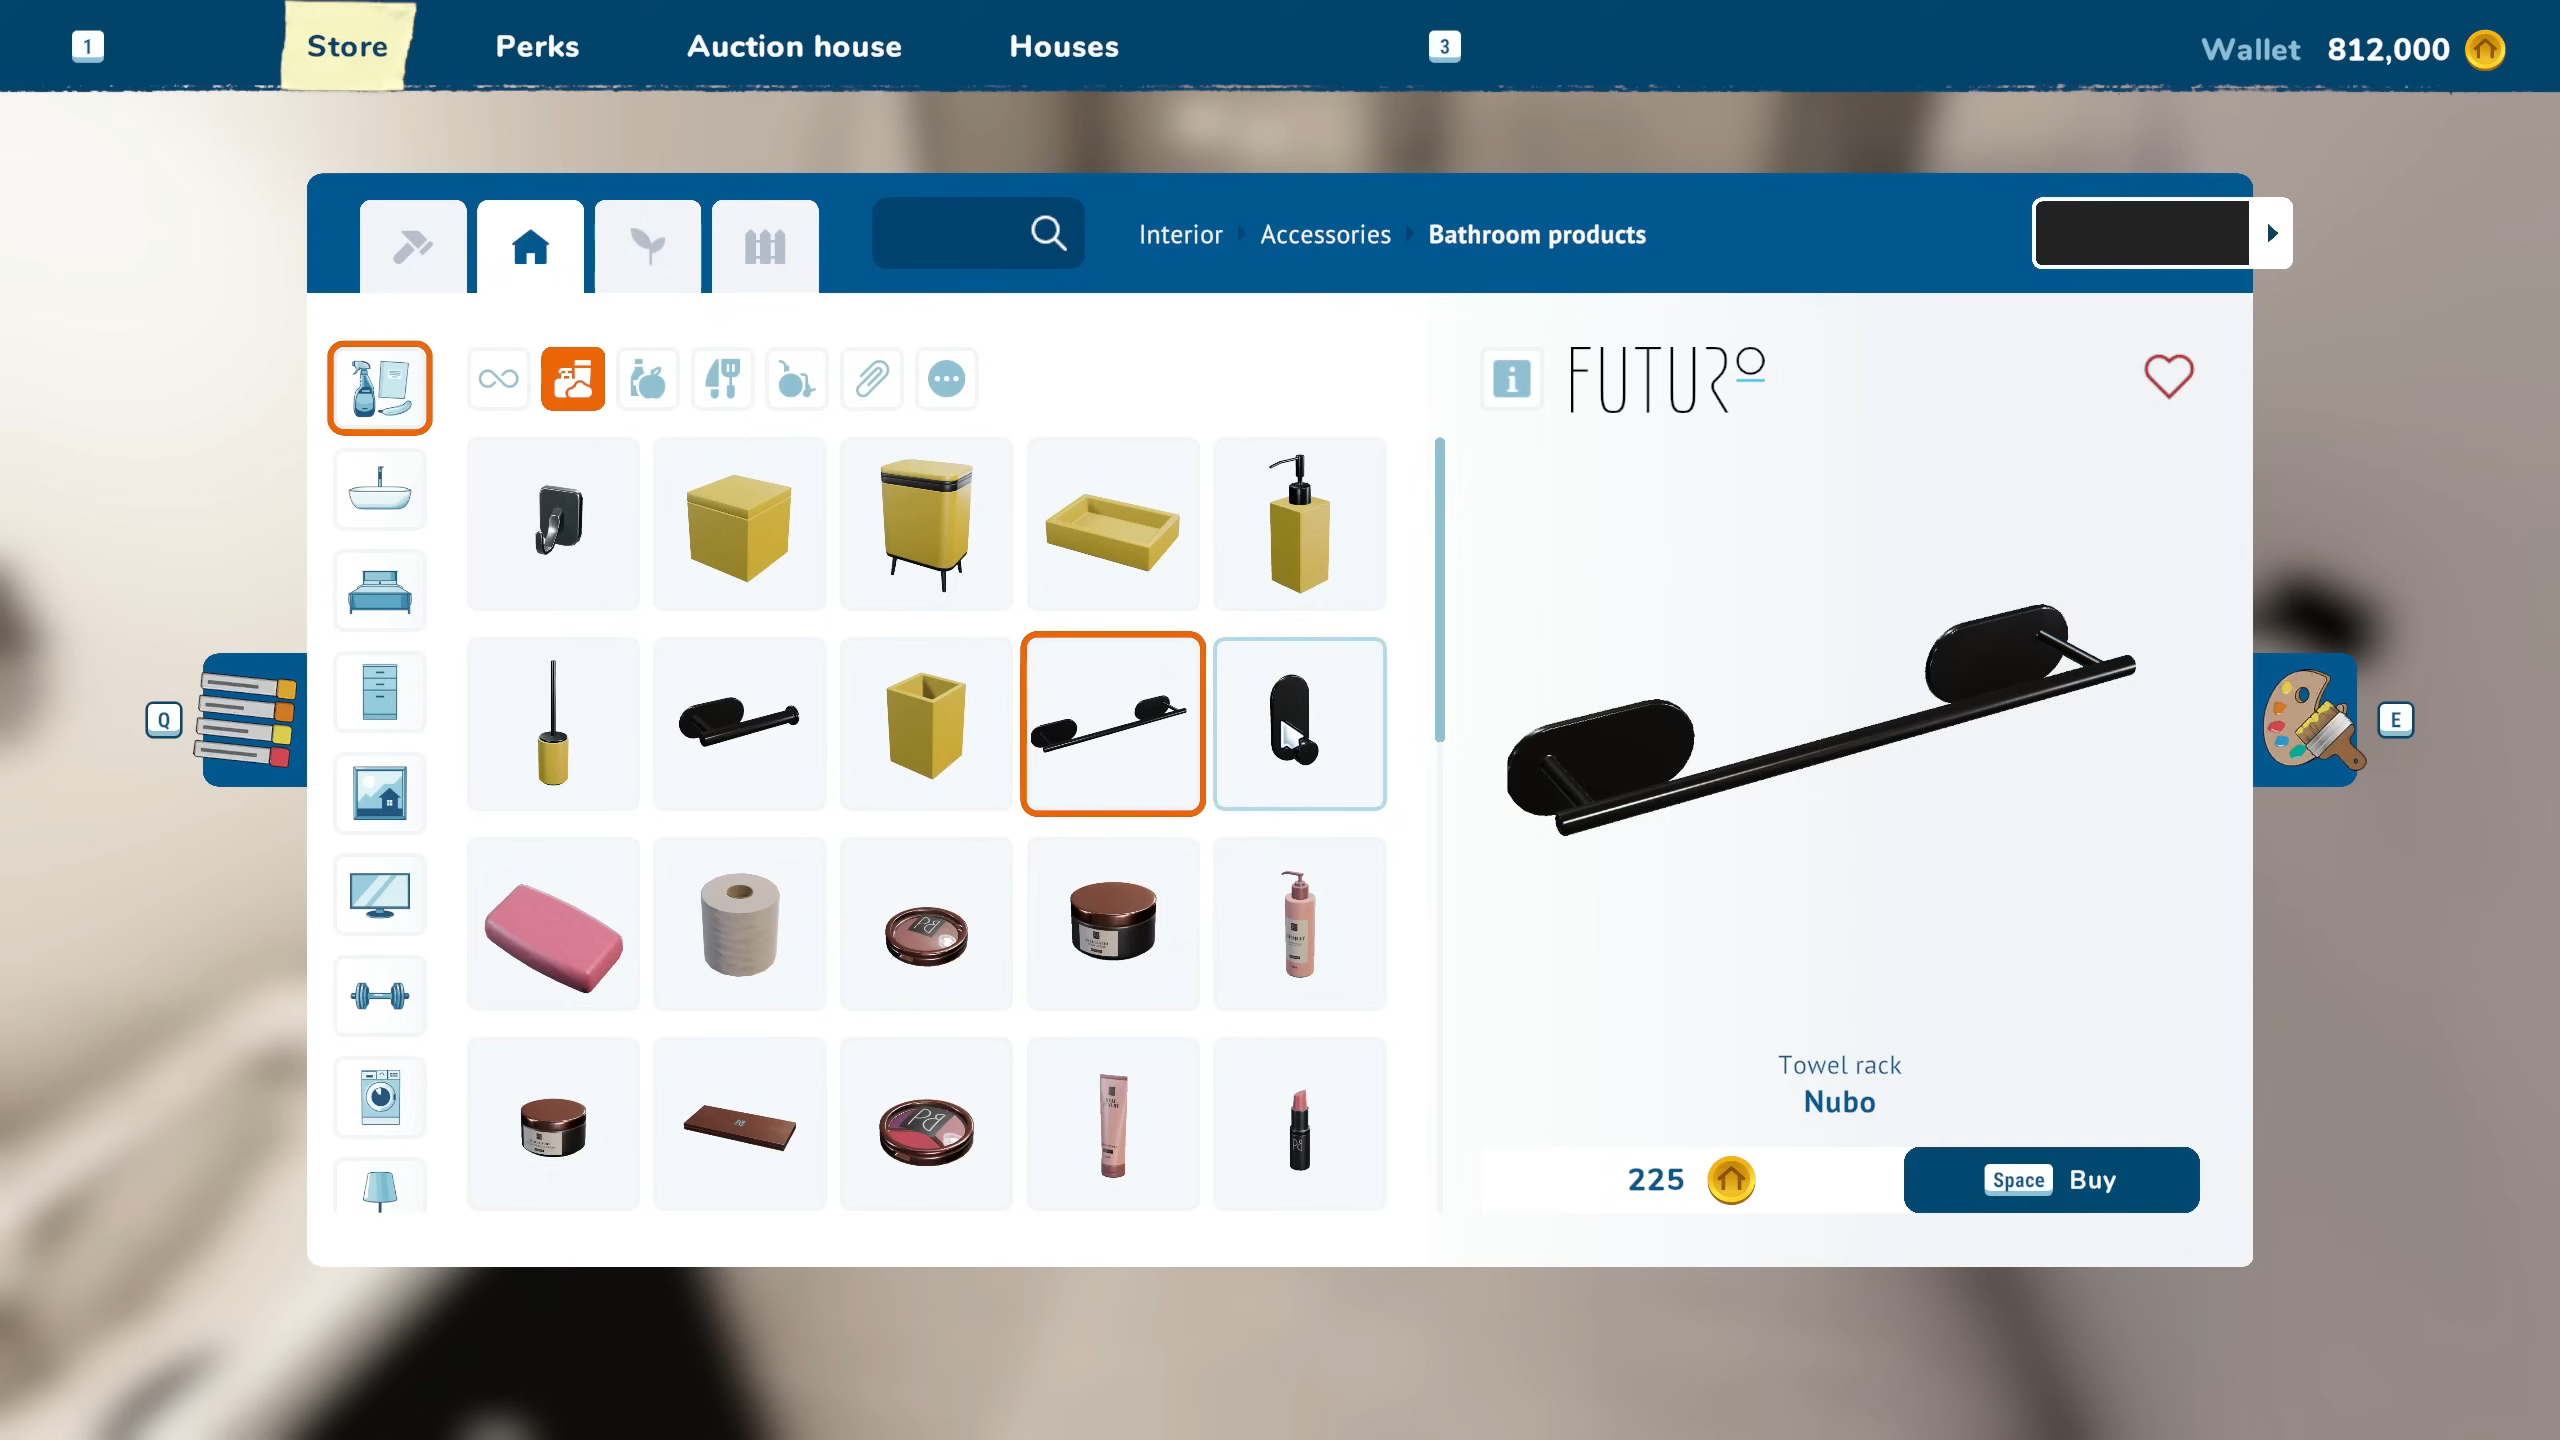 1
Store
Perks
Auction house
Houses
3
Wallet 812,000
Interior
Accessories
Bathroom products
FUTURO
Q
E
Towel rack
Nubo
225
Space Buy